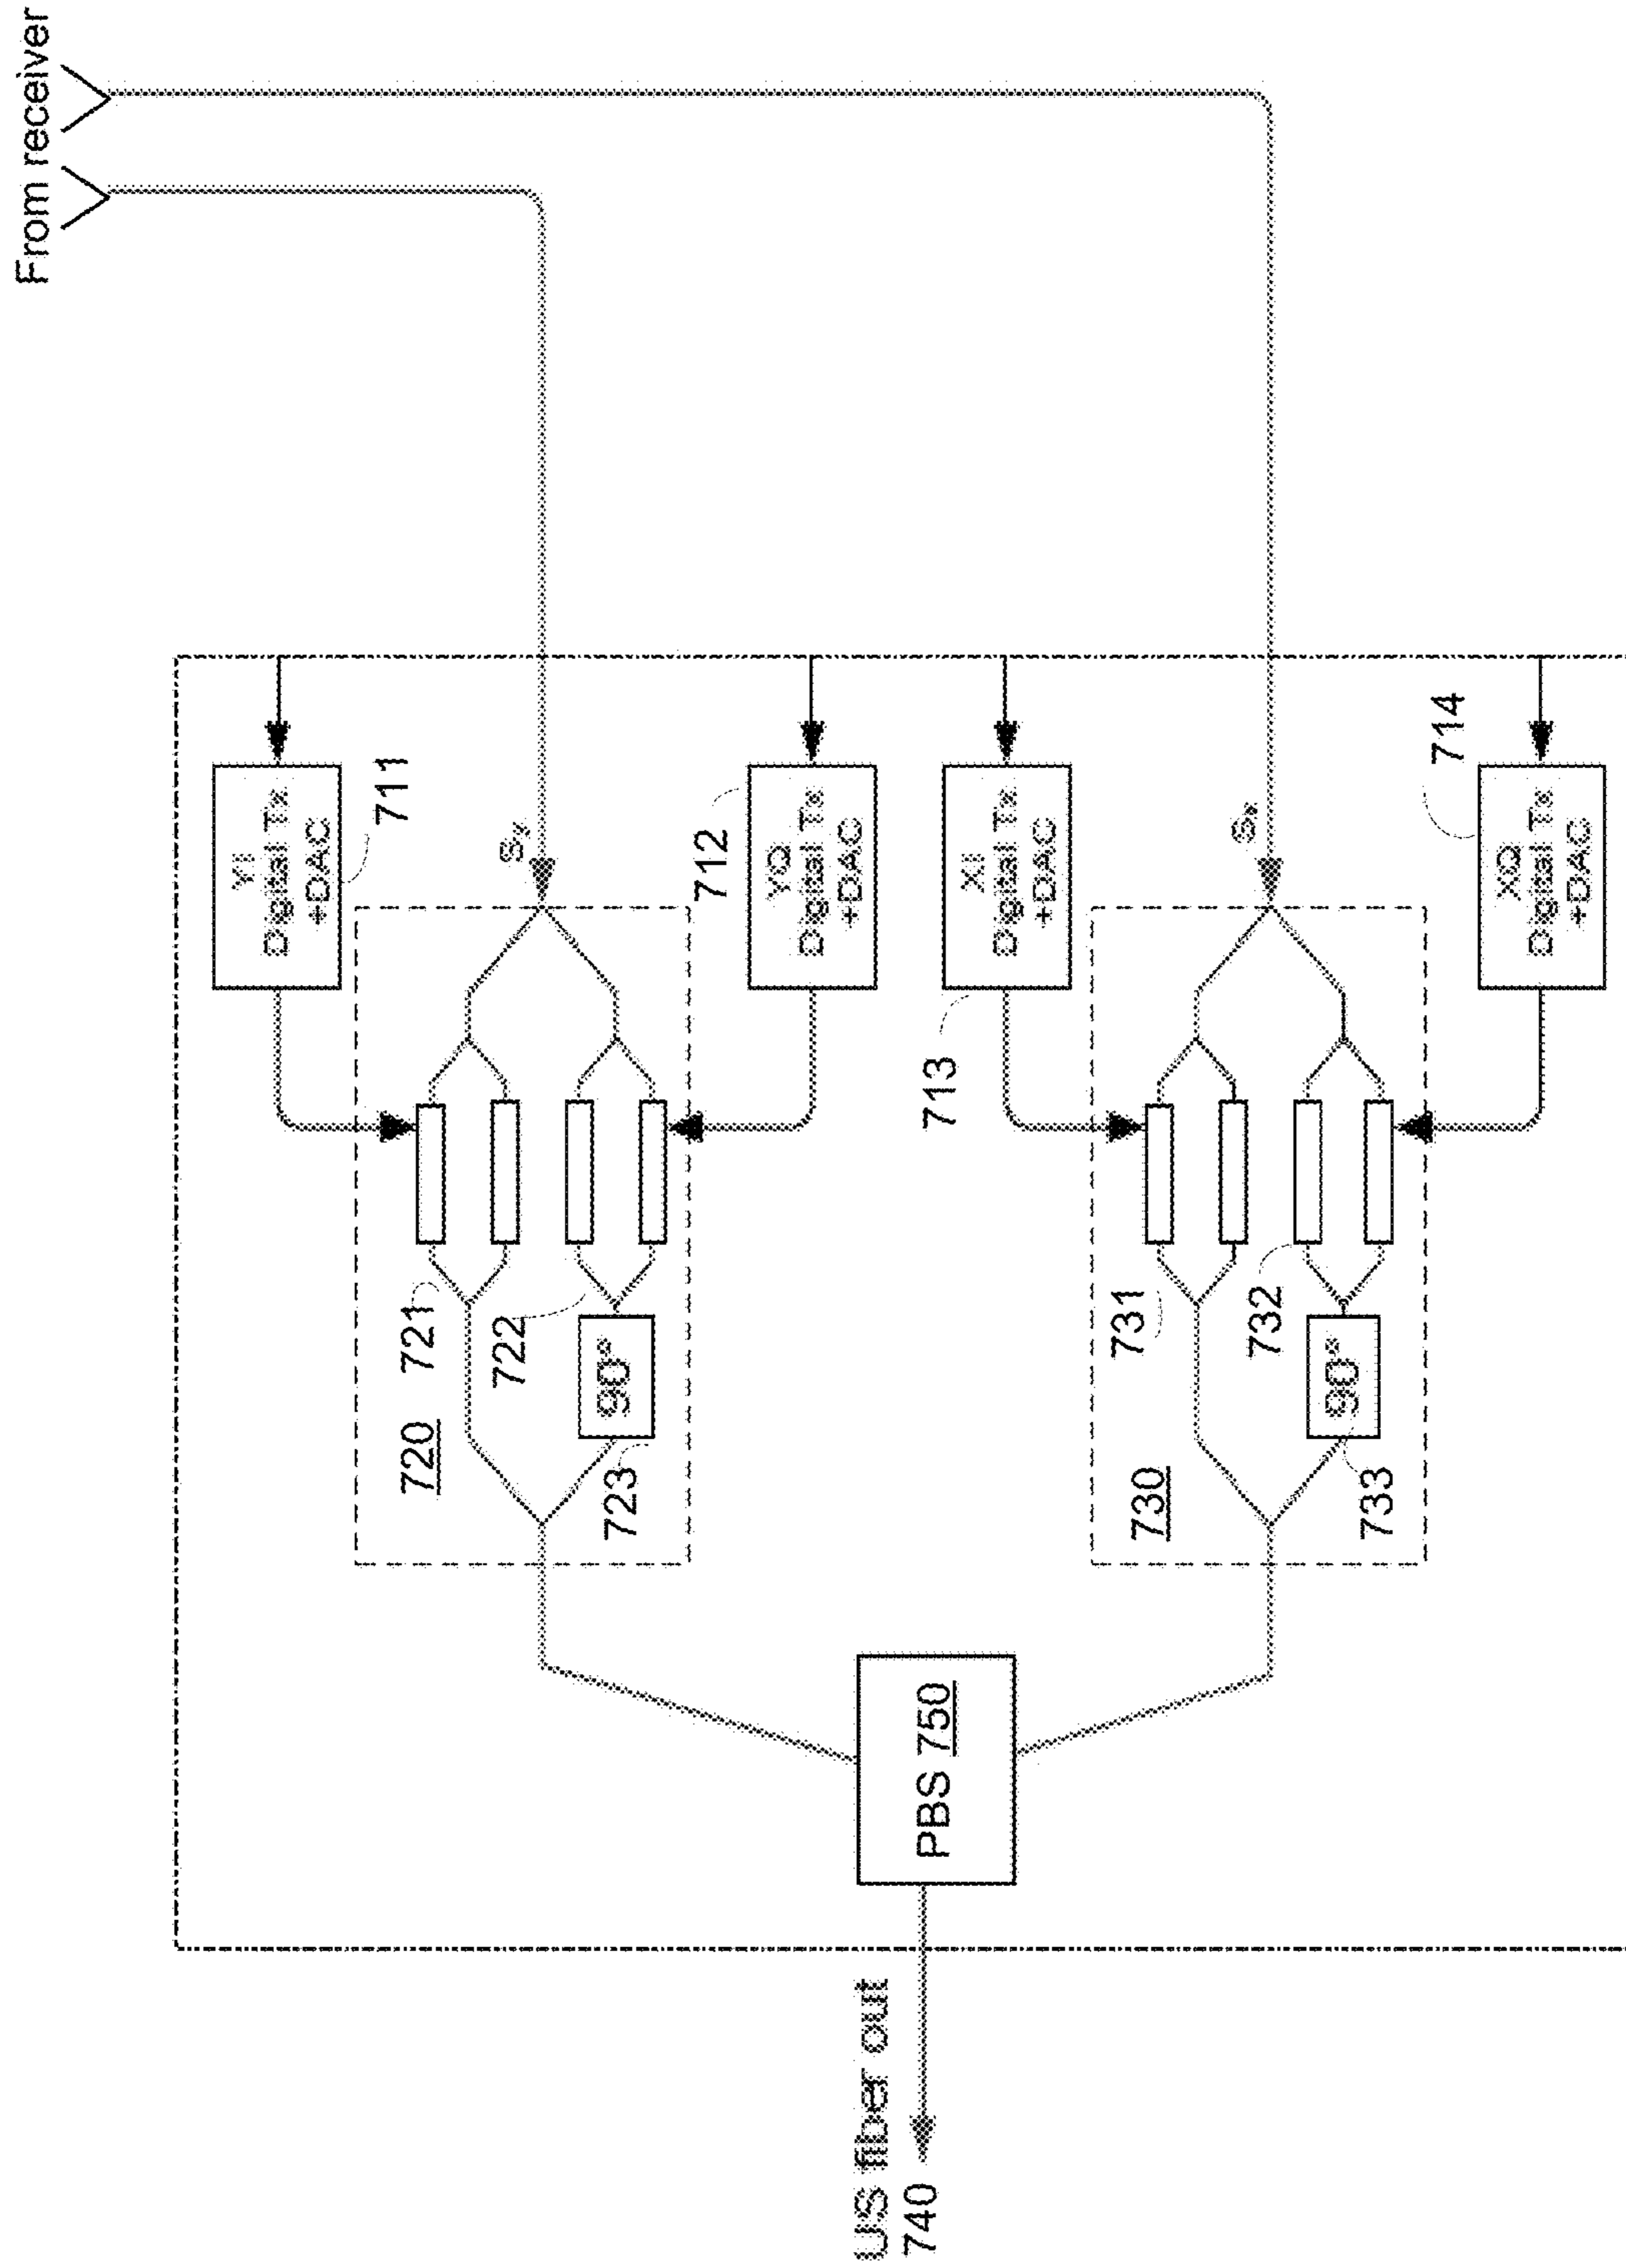 From receiver
YI
Digital Tx
+DAC
711
720
721
722
723
90°
712
YQ
Digital Tx
+DAC
US fiber out
740
PBS 750
713
XI
Digital Tx
+DAC
730
731
732
733
90°
714
XQ
Digital Tx
+DAC